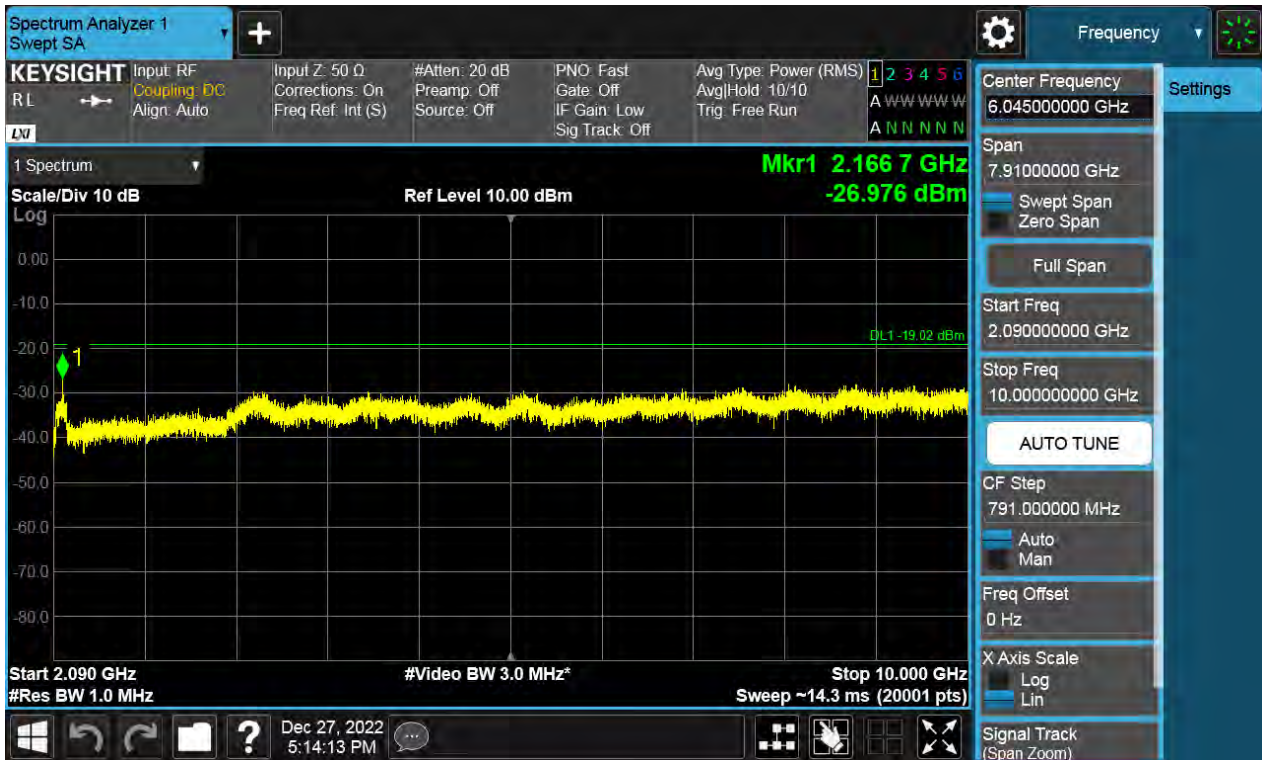 Spectrum Analyzer 1
Swept SA
+
Frequency
KEYSIGHT
RL
LXI
Input: RF
Coupling: DC
Align: Auto
Input Z: 50 Ω
Corrections: On
Freq Ref: Int (S)
#Atten: 20 dB
Preamp: Off
Source: Off
PNO: Fast
Gate: Off
IF Gain: Low
Sig Track: Off
Avg Type: Power (RMS)
Avg|Hold: 10/10
Trig: Free Run
1 2 3 4 5 6
A W W W W W
A N N N N N
1 Spectrum
Mkr1 2.166 7 GHz
-26.976 dBm
Scale/Div 10 dB
Ref Level 10.00 dBm
Log
0.00
-10.0
-20.0
-30.0
-40.0
-50.0
-60.0
-70.0
-80.0
DL1 -19.02 dBm
1
Start 2.090 GHz
#Video BW 3.0 MHz*
Stop 10.000 GHz
#Res BW 1.0 MHz
Sweep ~14.3 ms (20001 pts)
?
Dec 27, 2022
5:14:13 PM
Center Frequency
6.045000000 GHz
Settings
Span
7.91000000 GHz
Swept Span
Zero Span
Full Span
Start Freq
2.090000000 GHz
Stop Freq
10.000000000 GHz
AUTO TUNE
CF Step
791.000000 MHz
Auto
Man
Freq Offset
0 Hz
X Axis Scale
Log
Lin
Signal Track
(Span Zoom)